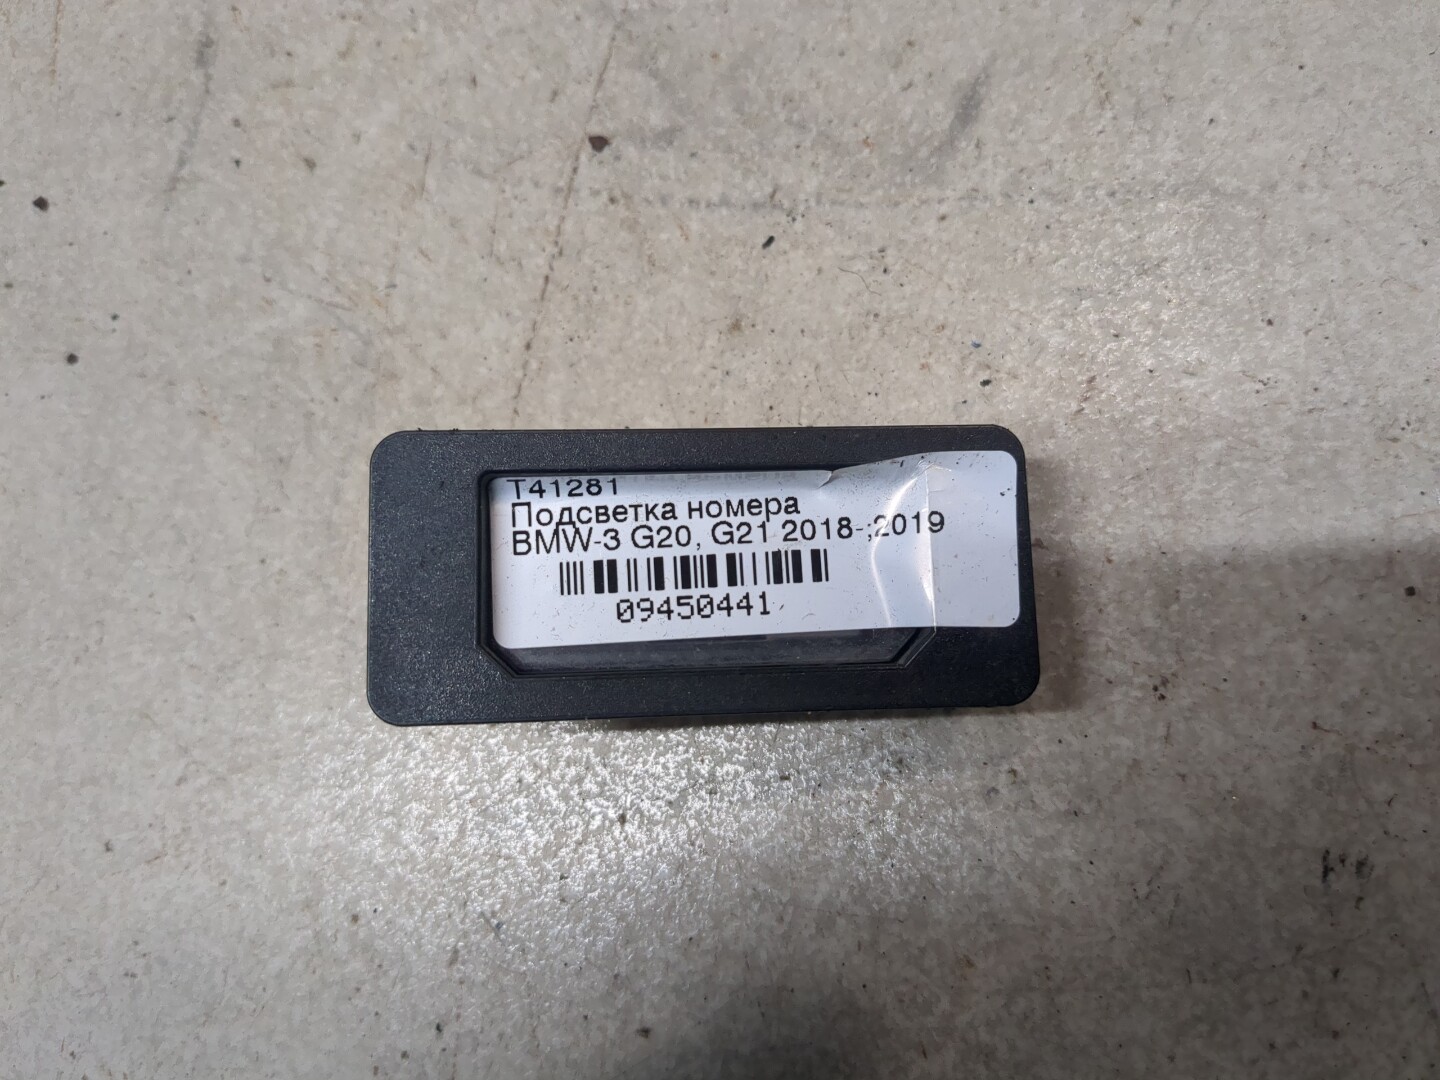 T41281
Подсветка номера
BMW-3 G20, G21 2018-;2019
09450441